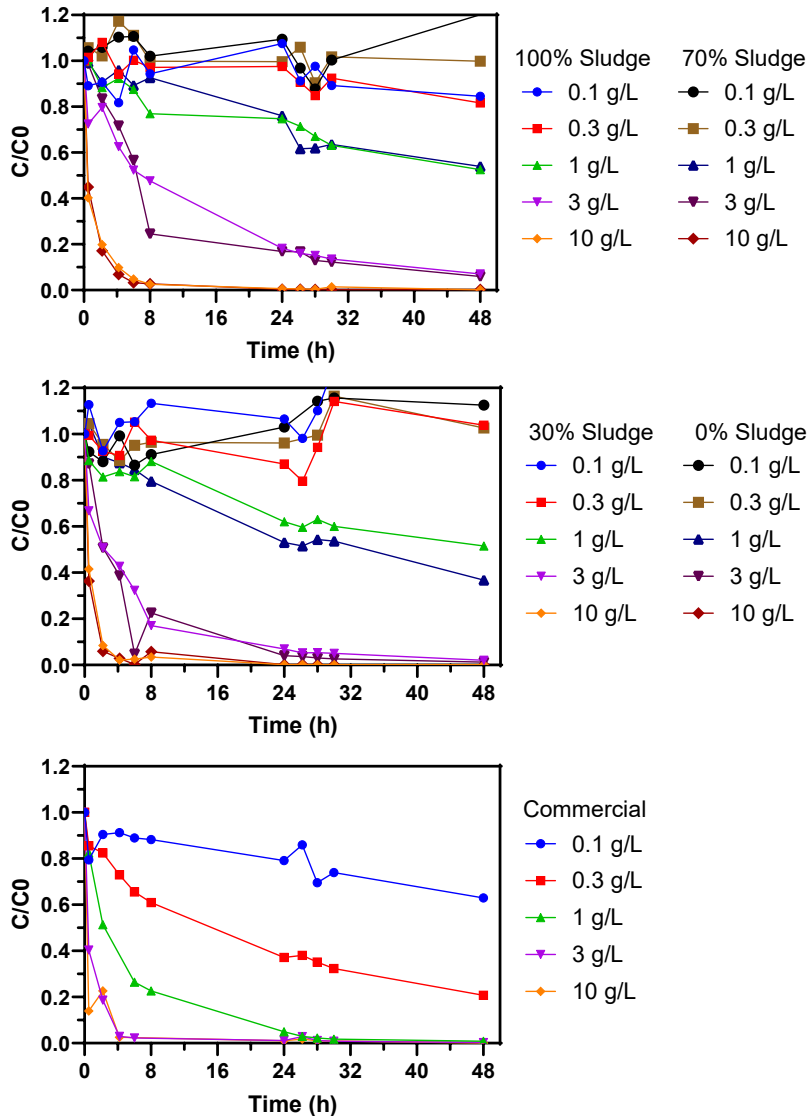 1.2
1.0
0.8
0.6
0.4
0.2
0.0
C/C0
0 8 16 24 32 40 48
Time (h)
100% Sludge 70% Sludge
0.1 g/L 0.1 g/L
0.3 g/L 0.3 g/L
1 g/L 1 g/L
3 g/L 3 g/L
10 g/L 10 g/L
1.2
1.0
0.8
0.6
0.4
0.2
0.0
C/C0
0 8 16 24 32 40 48
Time (h)
30% Sludge 0% Sludge
0.1 g/L 0.1 g/L
0.3 g/L 0.3 g/L
1 g/L 1 g/L
3 g/L 3 g/L
10 g/L 10 g/L
1.2
1.0
0.8
0.6
0.4
0.2
0.0
C/C0
0 8 16 24 32 40 48
Time (h)
Commercial
0.1 g/L
0.3 g/L
1 g/L
3 g/L
10 g/L